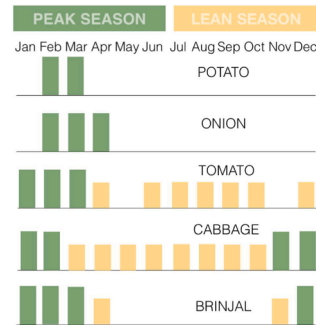 PEAK SEASON LEAN SEASON
Jan Feb Mar Apr May Jun Jul Aug Sep Oct Nov Dec
POTATO
ONION
TOMATO
CABBAGE
BRINJAL